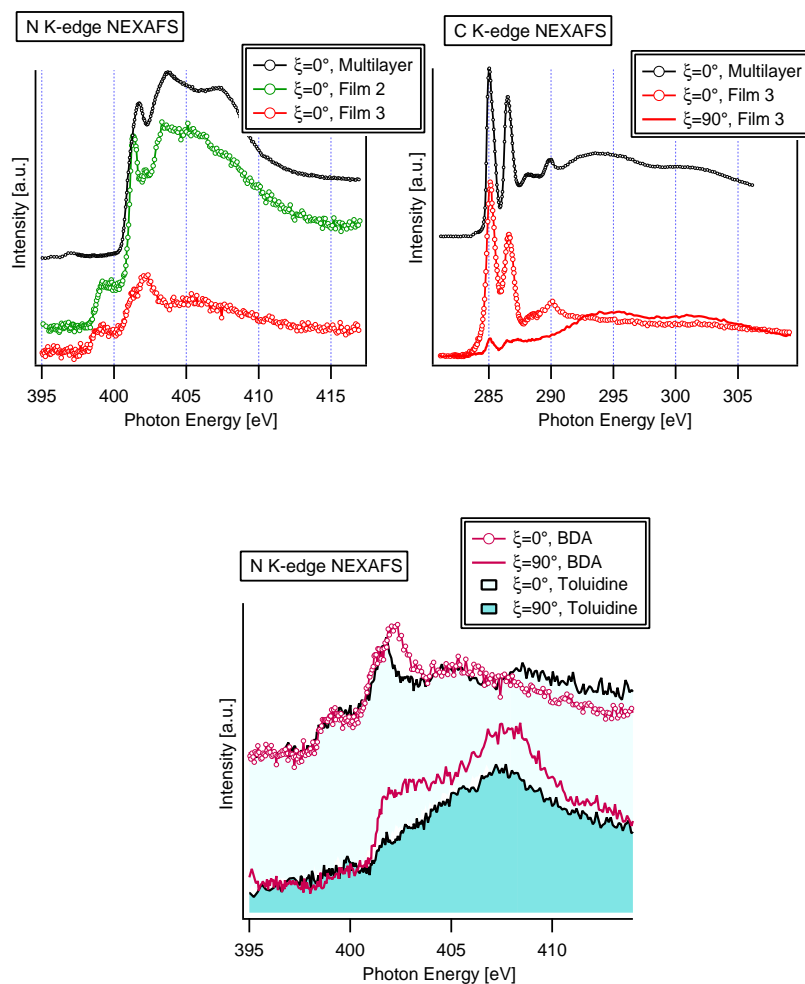 N K-edge NEXAFS
ξ=0°, Multilayer
ξ=0°, Film 2
ξ=0°, Film 3
Intensity [a.u.]
395 400 405 410 415
Photon Energy [eV]
C K-edge NEXAFS
ξ=0°, Multilayer
ξ=0°, Film 3
ξ=90°, Film 3
Intensity [a.u.]
285 290 295 300 305
Photon Energy [eV]
N K-edge NEXAFS
ξ=0°, BDA
ξ=90°, BDA
ξ=0°, Toluidine
ξ=90°, Toluidine
Intensity [a.u.]
395 400 405 410
Photon Energy [eV]